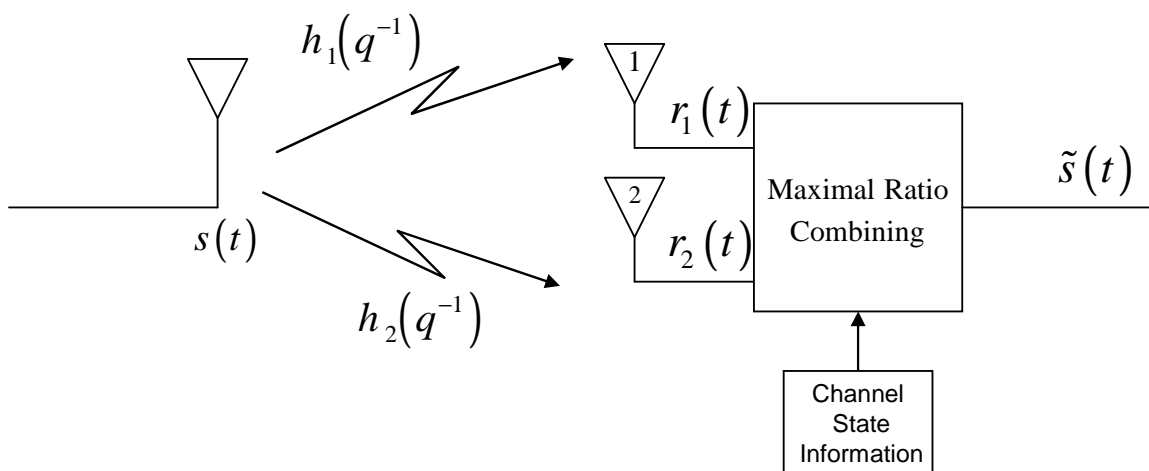 h₁(q⁻¹)
1
r₁(t)
s(t)
2
r₂(t)
h₂(q⁻¹)
Maximal Ratio
Combining
s̃(t)
Channel
State
Information